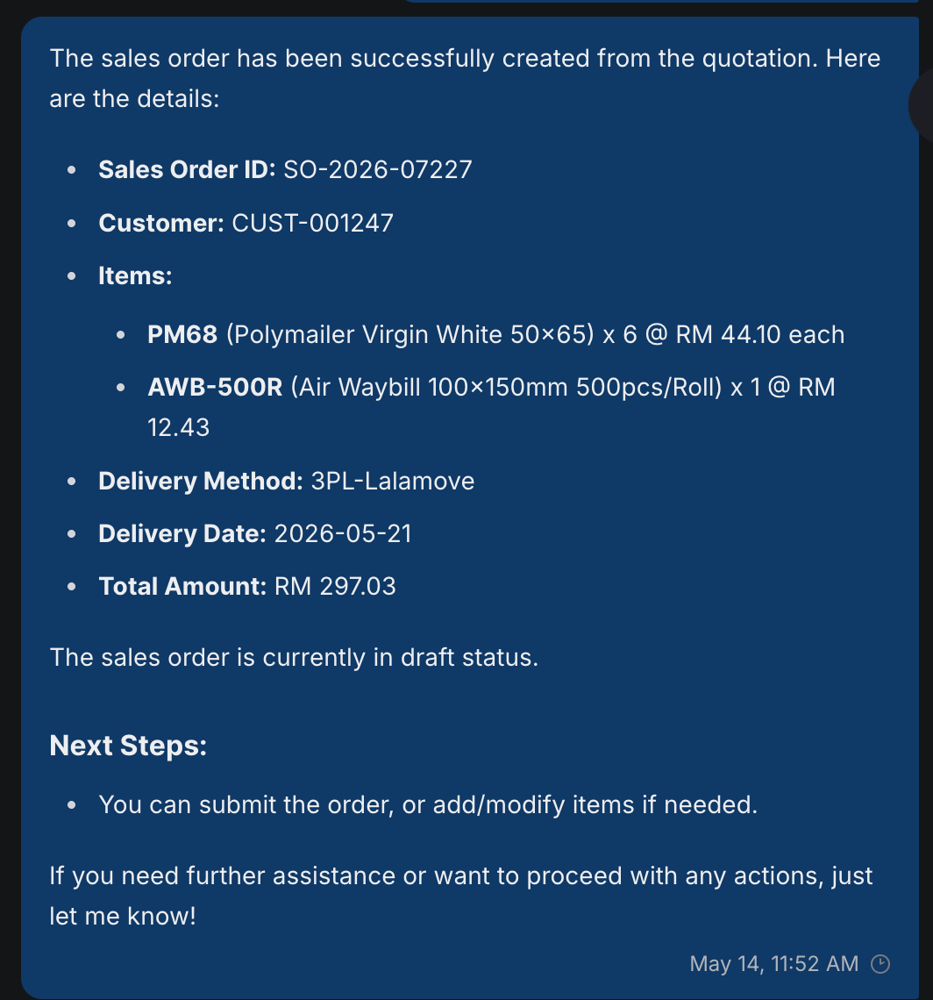 The sales order has been successfully created from the quotation. Here
are the details:
• Sales Order ID: SO-2026-07227
• Customer: CUST-001247
• Items:
• PM68 (Polymailer Virgin White 50×65) x 6 @ RM 44.10 each
• AWB-500R (Air Waybill 100×150mm 500pcs/Roll) x 1 @ RM
12.43
• Delivery Method: 3PL-Lalamove
• Delivery Date: 2026-05-21
• Total Amount: RM 297.03
The sales order is currently in draft status.
Next Steps:
• You can submit the order, or add/modify items if needed.
If you need further assistance or want to proceed with any actions, just
let me know!
May 14, 11:52 AM